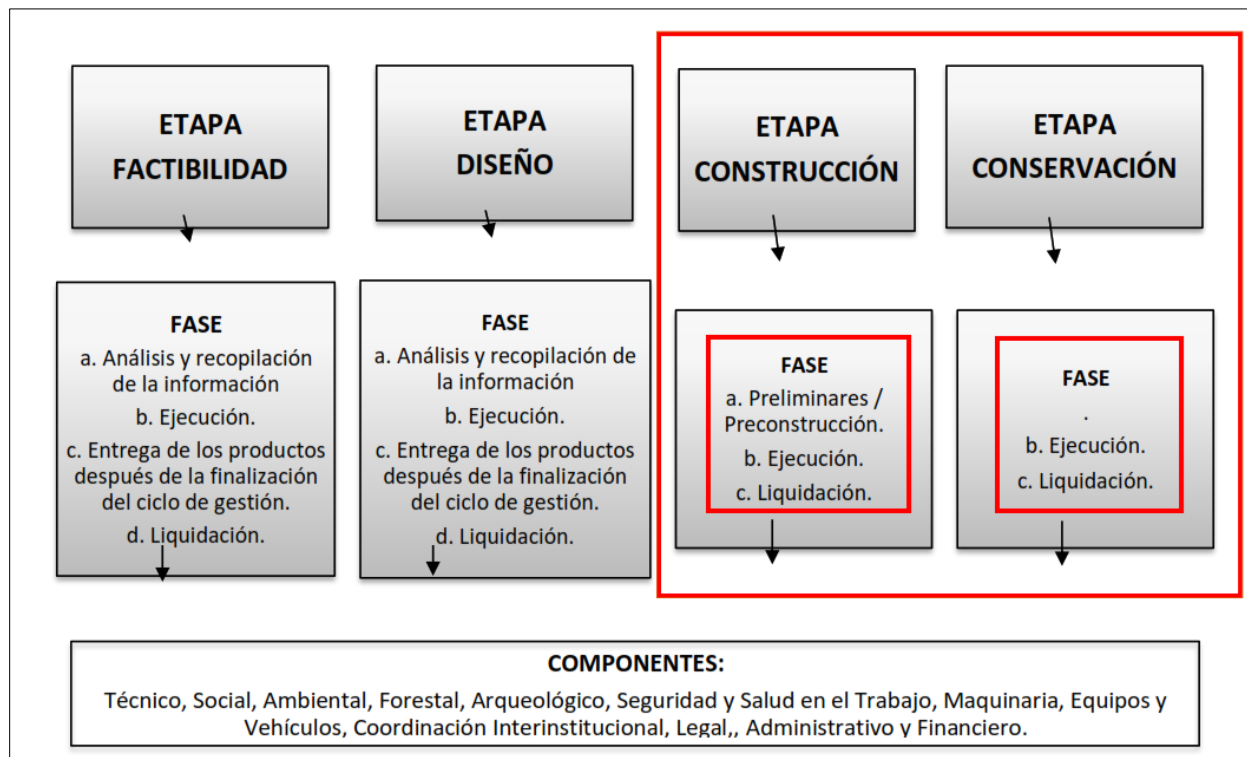 ETAPA
FACTIBILIDAD
ETAPA
DISEÑO
ETAPA
CONSTRUCCIÓN
ETAPA
CONSERVACIÓN
FASE
a. Análisis y recopilación
de la información
b. Ejecución.
c. Entrega de los productos
después de la finalización
del ciclo de gestión.
d. Liquidación.
FASE
a. Análisis y recopilación de
la información
b. Ejecución.
c. Entrega de los productos
después de la finalización
del ciclo de gestión.
d. Liquidación.
FASE
a. Preliminares /
Preconstrucción.
b. Ejecución.
c. Liquidación.
FASE
.
b. Ejecución.
c. Liquidación.
COMPONENTES:
Técnico, Social, Ambiental, Forestal, Arqueológico, Seguridad y Salud en el Trabajo, Maquinaria, Equipos y
Vehículos, Coordinación Interinstitucional, Legal,, Administrativo y Financiero.